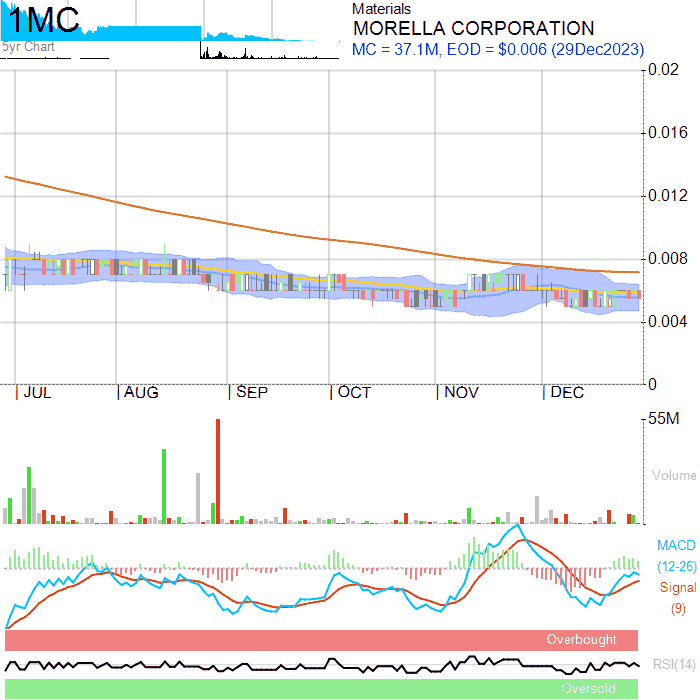 1MC
5yr Chart
Materials
MORELLA CORPORATION
MC = 37.1M, EOD = $0.006 (29Dec2023)
0.02
0.016
0.012
0.008
0.004
0
JUL AUG SEP OCT NOV DEC
55M
Volume
MACD
(12-26)
Signal
(9)
Overbought
RSI(14)
Oversold